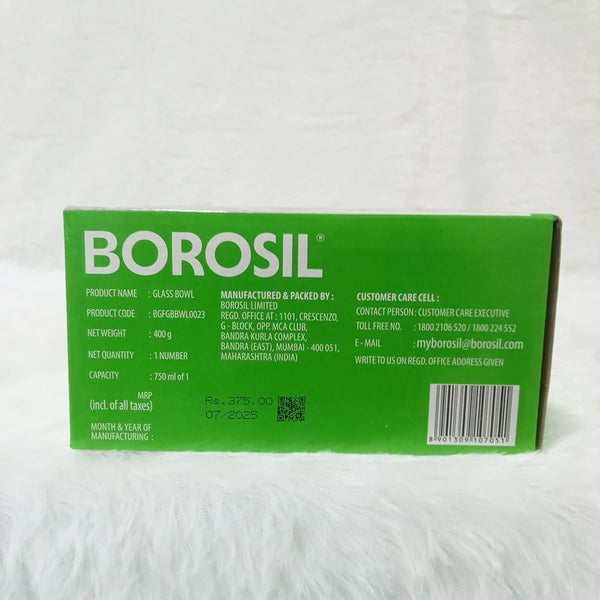 BOROSIL®
PRODUCT NAME : GLASS BOWL
PRODUCT CODE : BGFGBBWL0023
NET WEIGHT : 400 g
NET QUANTITY : 1 NUMBER
CAPACITY : 750 ml of 1
MRP
(incl. of all taxes)
Rs.375.00
07/2025
MONTH & YEAR OF
MANUFACTURING :
MANUFACTURED & PACKED BY :
BOROSIL LIMITED
REGD. OFFICE AT : 1101, CRESCENZO,
G - BLOCK, OPP. MCA CLUB,
BANDRA KURLA COMPLEX,
BANDRA (EAST), MUMBAI - 400 051,
MAHARASHTRA (INDIA)
CUSTOMER CARE CELL :
CONTACT PERSON : CUSTOMER CARE EXECUTIVE
TOLL FREE NO. : 1800 2106 520 / 1800 224 552
E - MAIL : myborosil@borosil.com
WRITE TO US ON REGD. OFFICE ADDRESS GIVEN
8 901309 107051